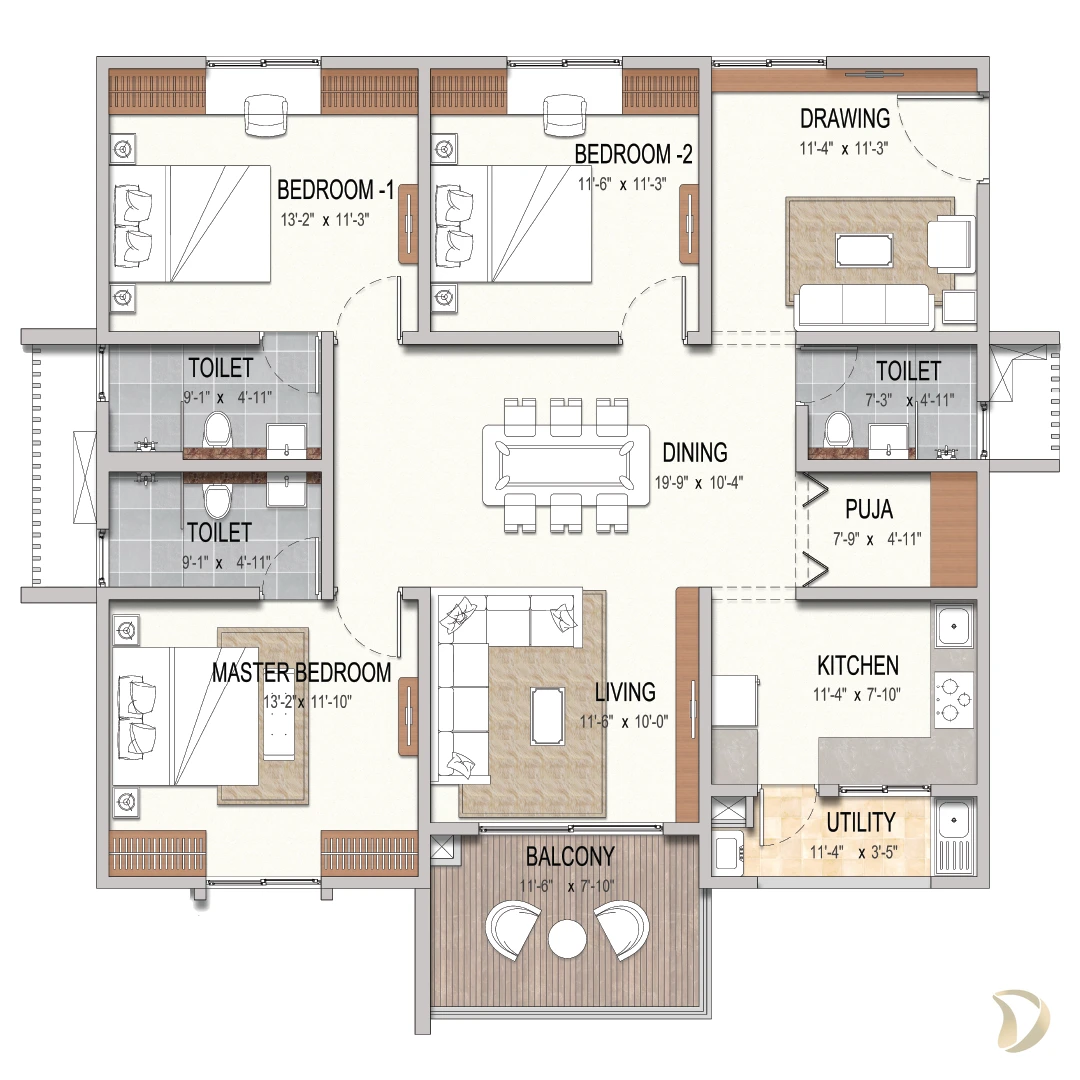 DRAWING
11'-4" x 11'-3"
BEDROOM -2
11'-6" x 11'-3"
BEDROOM -1
13'-2" x 11'-3"
TOILET
9'-1" x 4'-11"
TOILET
7'-3" x 4'-11"
DINING
19'-9" x 10'-4"
PUJA
7'-9" x 4'-11"
TOILET
9'-1" x 4'-11"
MASTER BEDROOM
13'-2" x 11'-10"
LIVING
11'-6" x 10'-0"
KITCHEN
11'-4" x 7'-10"
UTILITY
11'-4" x 3'-5"
BALCONY
11'-6" x 7'-10"